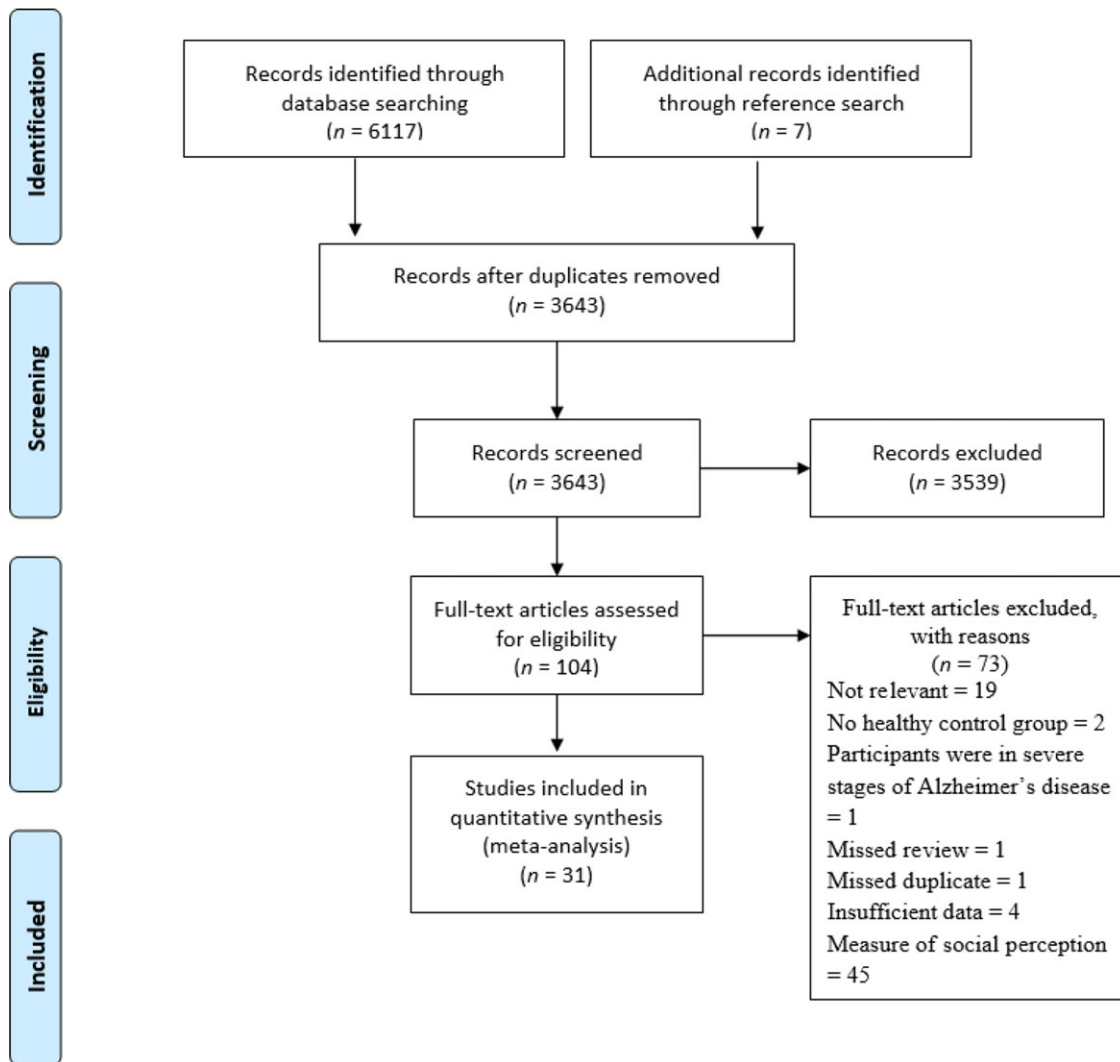 Identification
Records identified through
database searching
(n = 6117)
Additional records identified
through reference search
(n = 7)
Records after duplicates removed
(n = 3643)
Screening
Records screened
(n = 3643)
Records excluded
(n = 3539)
Eligibility
Full-text articles assessed
for eligibility
(n = 104)
Full-text articles excluded,
with reasons
(n = 73)
Not relevant = 19
No healthy control group = 2
Participants were in severe
stages of Alzheimer’s disease
= 1
Missed review = 1
Missed duplicate = 1
Insufficient data = 4
Measure of social perception
= 45
Included
Studies included in
quantitative synthesis
(meta-analysis)
(n = 31)